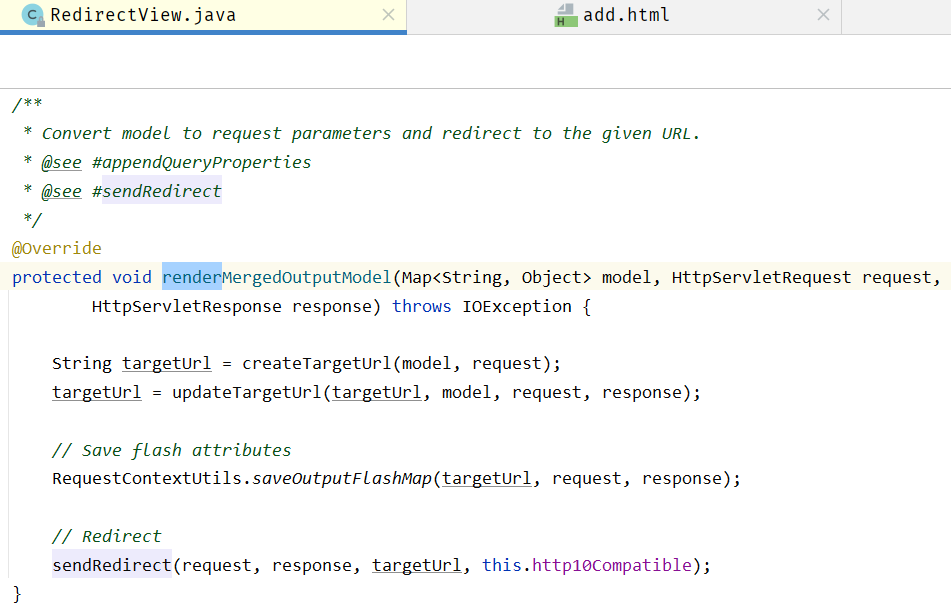 RedirectView.java
add.html
/**
* Convert model to request parameters and redirect to the given URL.
* @see #appendQueryProperties
* @see #sendRedirect
*/
@Override
protected void renderMergedOutputModel(Map<String, Object> model, HttpServletRequest request,
HttpServletResponse response) throws IOException {
String targetUrl = createTargetUrl(model, request);
targetUrl = updateTargetUrl(targetUrl, model, request, response);
// Save flash attributes
RequestContextUtils.saveOutputFlashMap(targetUrl, request, response);
// Redirect
sendRedirect(request, response, targetUrl, this.http10Compatible);
}